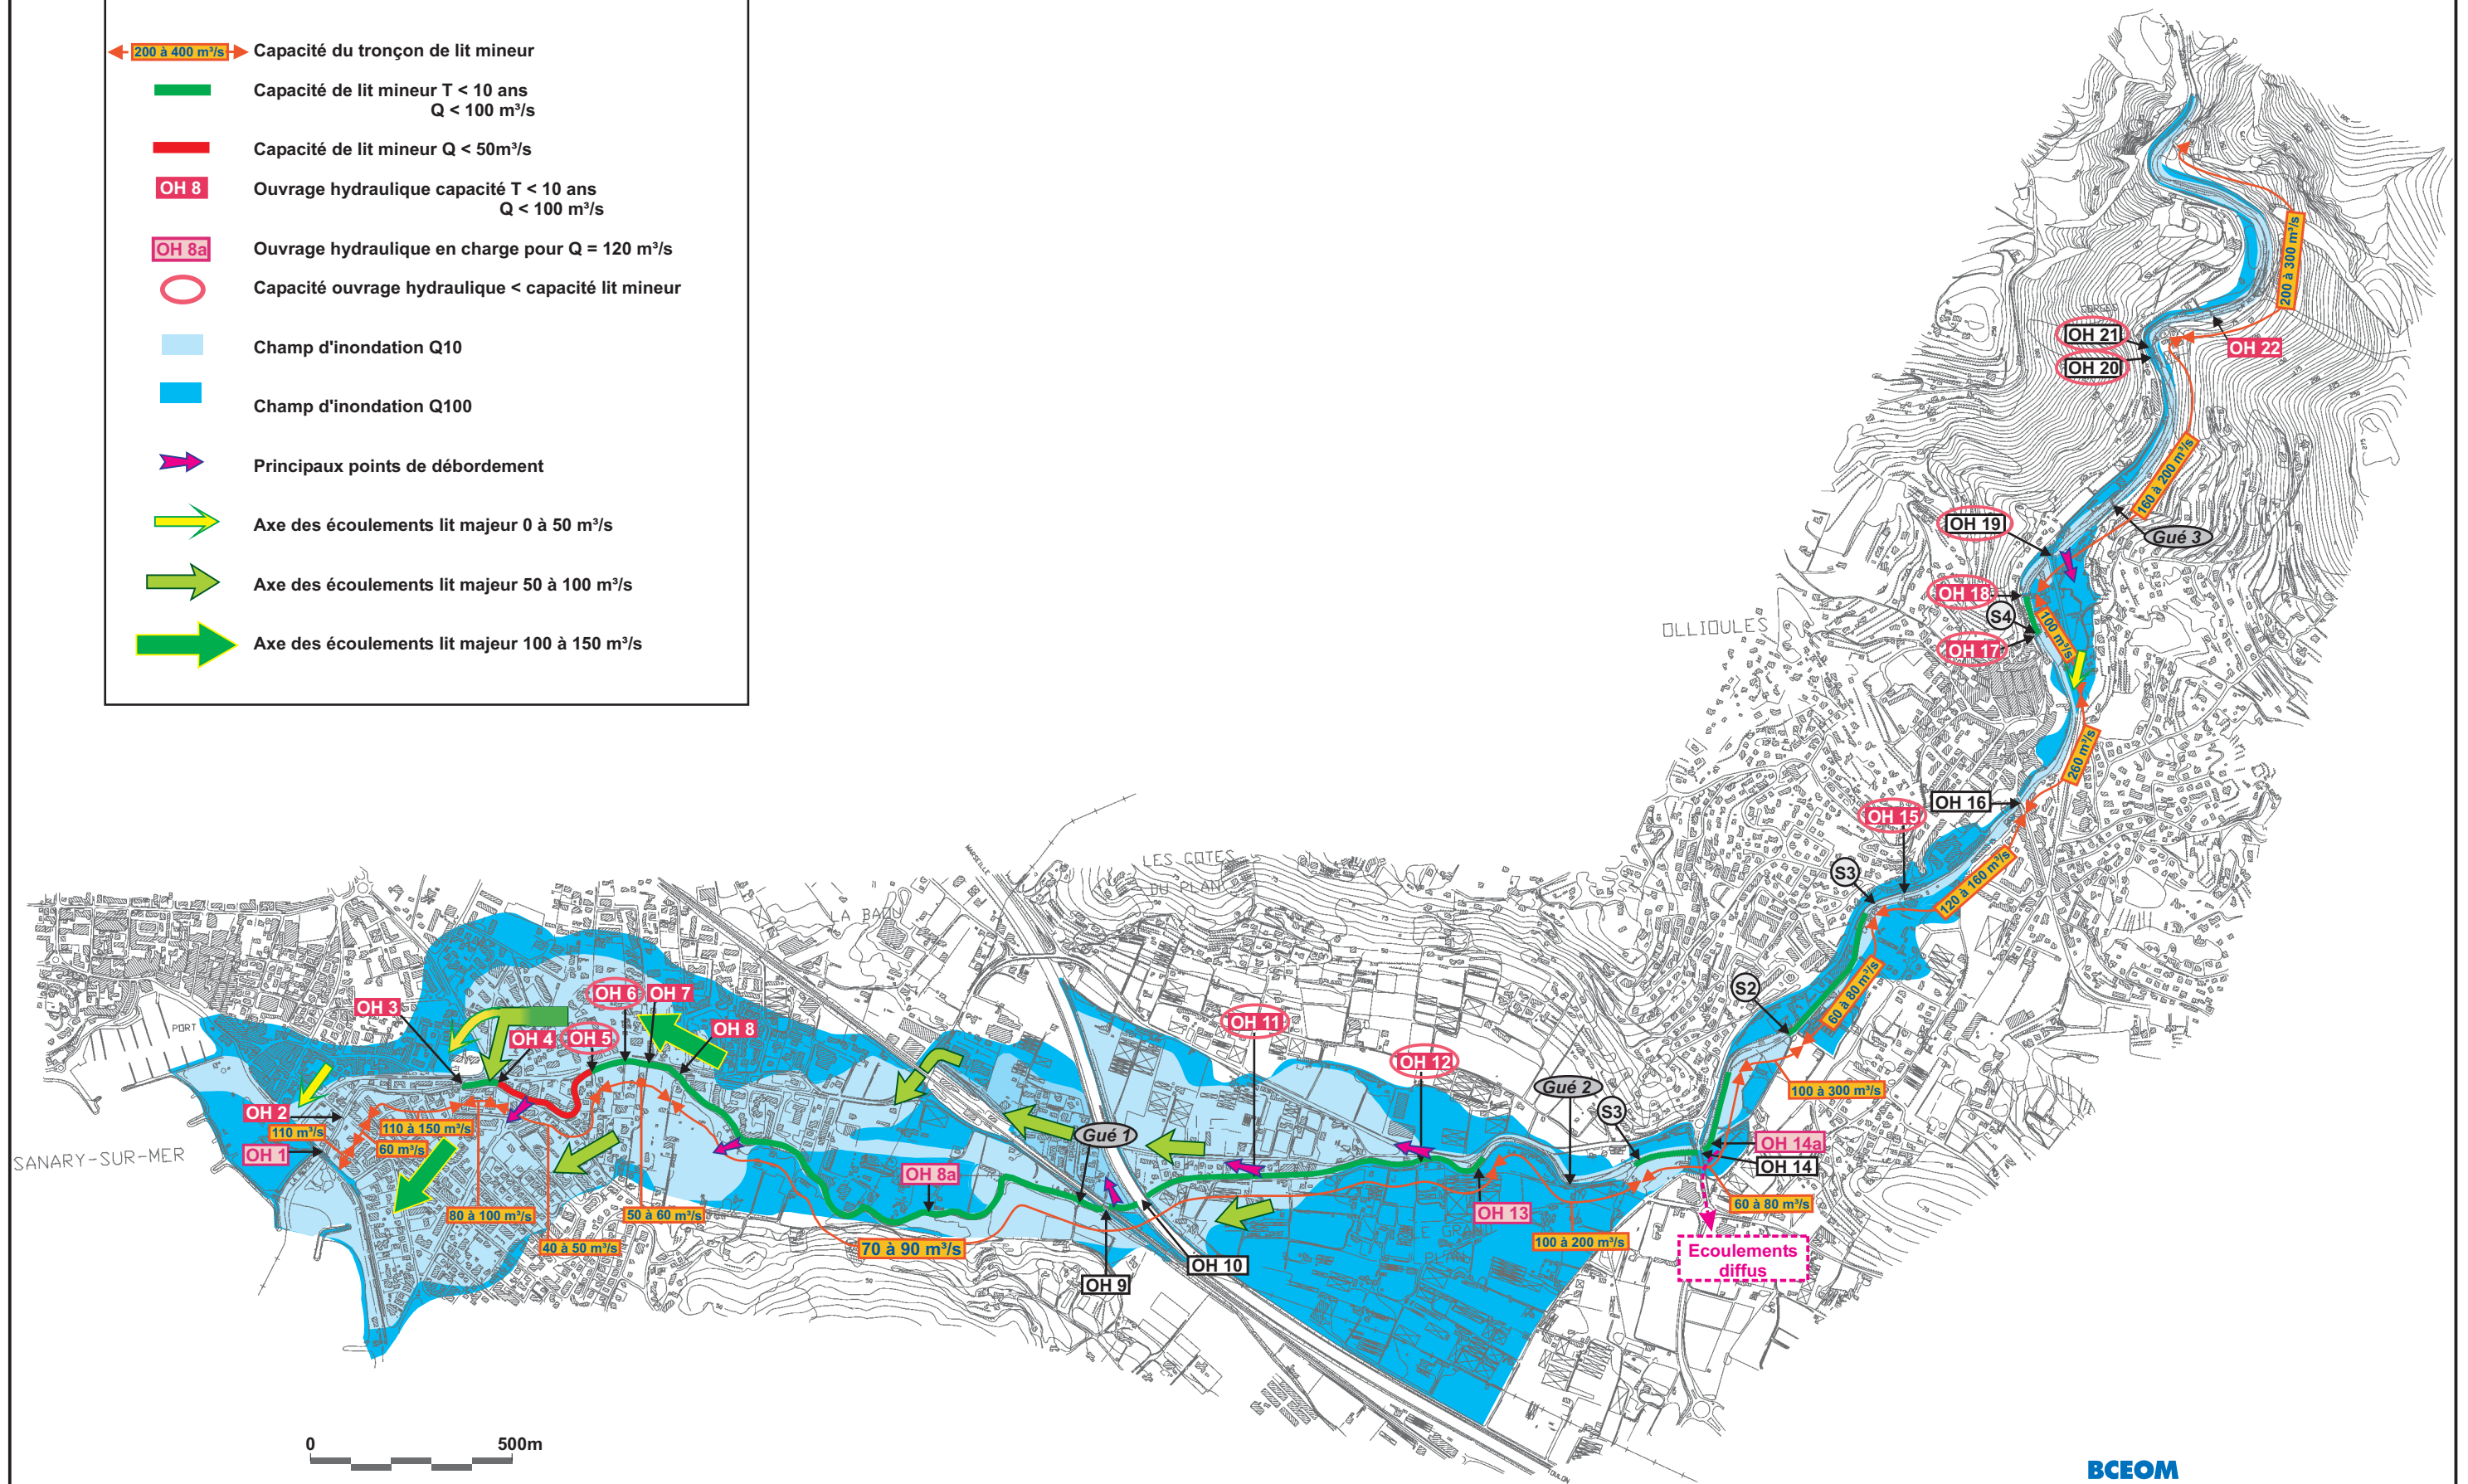 200 à 400 m³/s
Capacité du tronçon de lit mineur
Capacité de lit mineur T < 10 ans
Q < 100 m³/s
Capacité de lit mineur Q < 50m³/s
OH 8
Ouvrage hydraulique capacité T < 10 ans
Q < 100 m³/s
OH 8a
Ouvrage hydraulique en charge pour Q = 120 m³/s
Capacité ouvrage hydraulique < capacité lit mineur
Champ d'inondation Q10
Champ d'inondation Q100
Principaux points de débordement
Axe des écoulements lit majeur 0 à 50 m³/s
Axe des écoulements lit majeur 50 à 100 m³/s
Axe des écoulements lit majeur 100 à 150 m³/s
200 à 300 m³/s
OH 21
OH 22
OH 20
160 à 200 m³/s
OH 19
Gué 3
OH 18
S4
100 m³/s
OH 17
OLLIOULES
260 m³/s
OH 16
OH 15
S3
120 à 160 m³/s
MARSEILLE
LES COTES
DU PLAN
LA BAOU
S2
60 à 80 m³/s
PORT
OH 3
OH 6
OH 7
OH 8
OH 4
OH 5
OH 11
OH 12
Gué 2
S3
100 à 300 m³/s
OH 2
110 m³/s
110 à 150 m³/s
60 m³/s
OH 1
SANARY-SUR-MER
Gué 1
OH 14a
OH 14
OH 8a
80 à 100 m³/s
50 à 60 m³/s
40 à 50 m³/s
70 à 90 m³/s
OH 13
60 à 80 m³/s
LE GRAND
PLAN
100 à 200 m³/s
Ecoulements
diffus
OH 10
OH 9
0 500m
TOULON
BCEOM